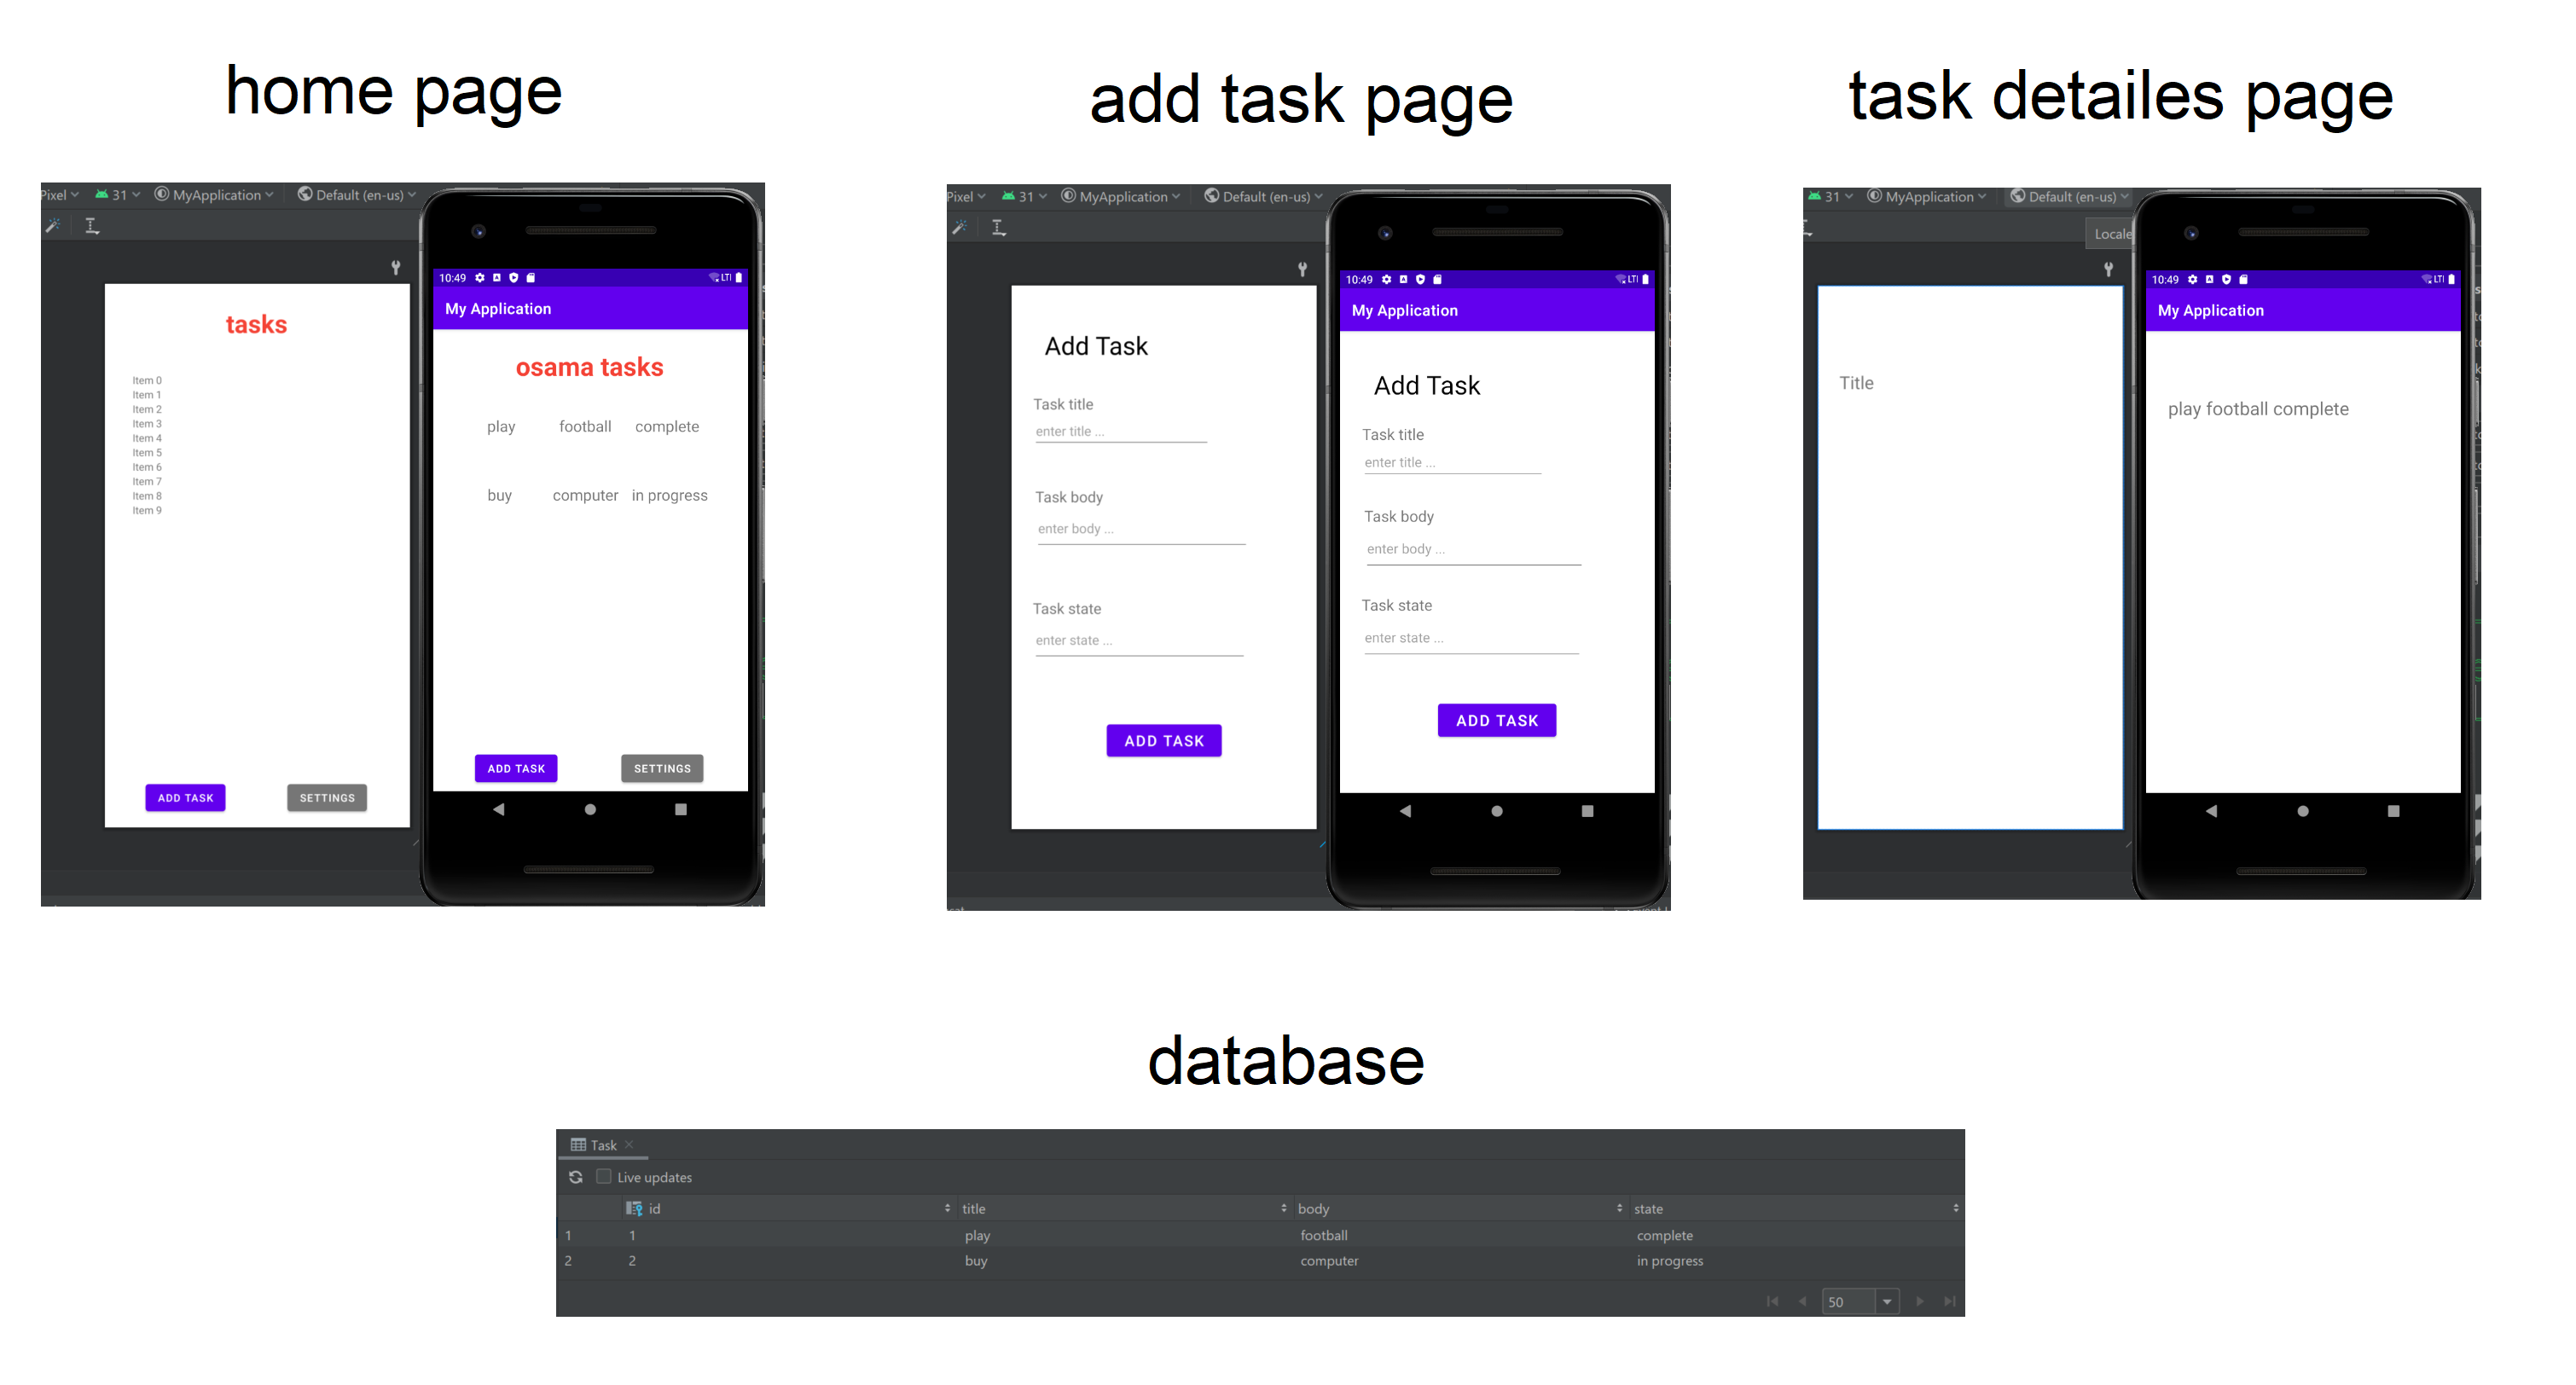 home page
add task page
task detailes page
Pixel 31 MyApplication Default (en-us)
tasks
Item 0
Item 1
Item 2
Item 3
Item 4
Item 5
Item 6
Item 7
Item 8
Item 9
ADD TASK SETTINGS
10:49 LTE
My Application
osama tasks
play football complete
buy computer in progress
ADD TASK SETTINGS
Pixel 31 MyApplication Default (en-us)
Add Task
Task title
enter title ...
Task body
enter body ...
Task state
enter state ...
ADD TASK
10:49 LTE
My Application
Add Task
Task title
enter title ...
Task body
enter body ...
Task state
enter state ...
ADD TASK
31 MyApplication Default (en-us)
Locale
Title
10:49 LTE
My Application
play football complete
database
Task
Live updates
id title body state
1 1 play football complete
2 2 buy computer in progress
50